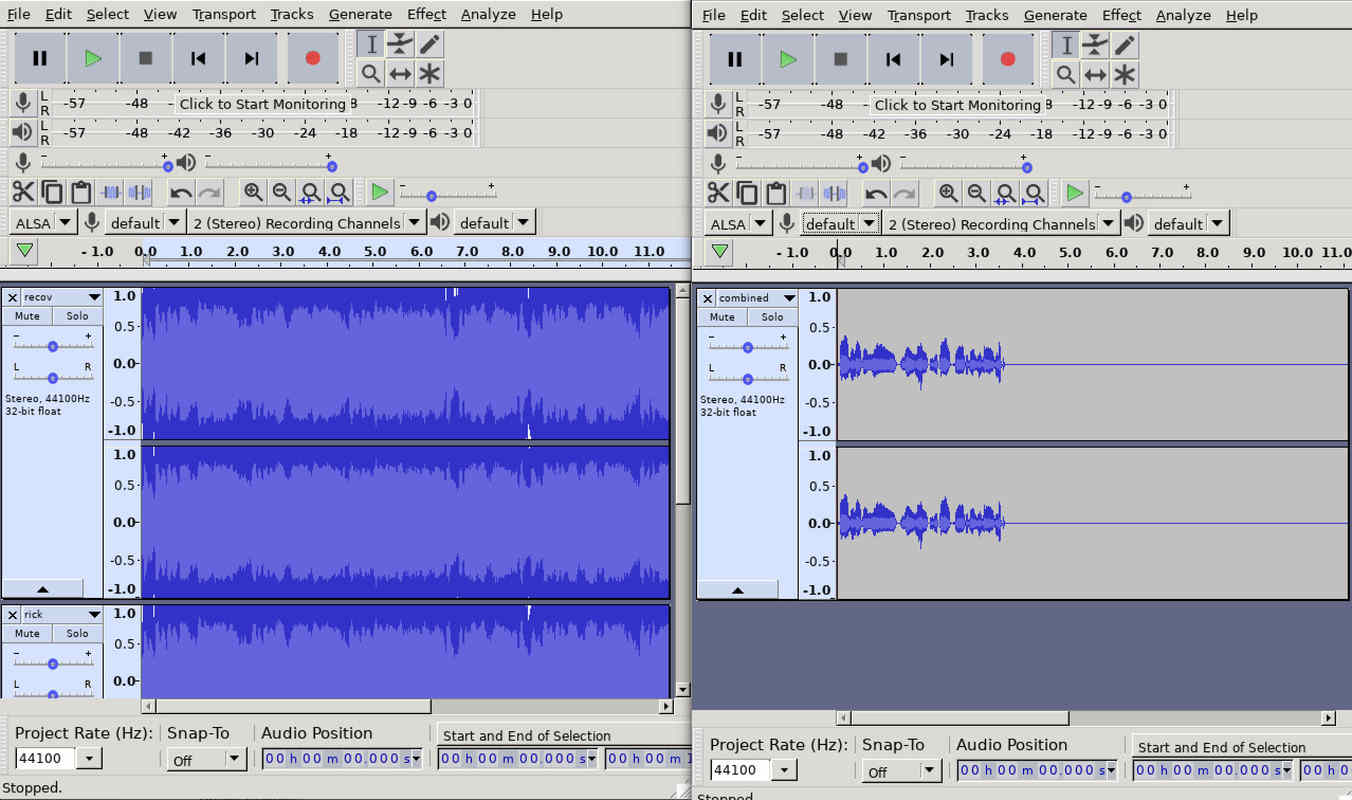 File Edit Select View Transport Tracks Generate Effect Analyze Help
L
R
-57 -48 - Click to Start Monitoring 8 -12 -9 -6 -3 0
L
R
-57 -48 -42 -36 -30 -24 -18 -12 -9 -6 -3 0
- +
- +
- +
ALSA default 2 (Stereo) Recording Channels default
- 1.0 0.0 1.0 2.0 3.0 4.0 5.0 6.0 7.0 8.0 9.0 10.0 11.0
recov
Mute Solo
- +
L R
Stereo, 44100Hz
32-bit float
1.0
0.5-
0.0-
-0.5-
-1.0
1.0
0.5-
0.0-
-0.5-
-1.0
rick
Mute Solo
- +
L R
1.0
0.5-
0.0-
Project Rate (Hz): Snap-To Audio Position Start and End of Selection
44100 Off 00 h 00 m 00.000 s 00 h 00 m 00.000 s 00 h 00 m 1
Stopped.
File Edit Select View Transport Tracks Generate Effect Analyze Help
L
R
-57 -48 - Click to Start Monitoring 8 -12 -9 -6 -3 0
L
R
-57 -48 -42 -36 -30 -24 -18 -12 -9 -6 -3 0
- +
- +
- +
ALSA default 2 (Stereo) Recording Channels default
- 1.0 0.0 1.0 2.0 3.0 4.0 5.0 6.0 7.0 8.0 9.0 10.0 11.0
combined
Mute Solo
- +
L R
Stereo, 44100Hz
32-bit float
1.0
0.5-
0.0-
-0.5-
-1.0
1.0
0.5-
0.0-
-0.5-
-1.0
Project Rate (Hz): Snap-To Audio Position Start and End of Selection
44100 Off 00 h 00 m 00.000 s 00 h 00 m 00.000 s 00 h 0
Stopped.